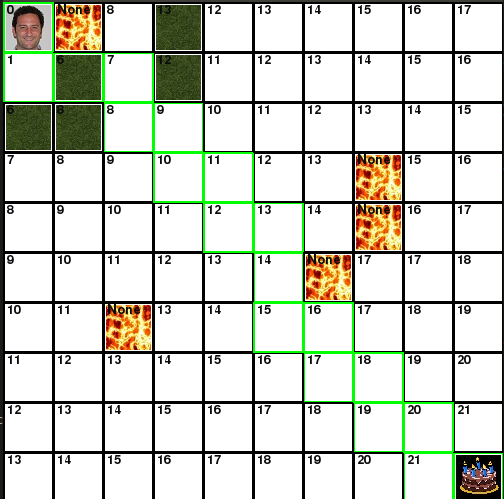 0 None 8 13 12 13 14 15 16 17
1 6 7 12 11 12 13 14 15 16
6 8 8 9 10 11 12 13 14 15
7 8 9 10 11 12 13 None 15 16
8 9 10 11 12 13 14 None 16 17
9 10 11 12 13 14 None 17 17 18
10 11 None 13 14 15 16 17 18 19
11 12 13 14 15 16 17 18 19 20
12 13 14 15 16 17 18 19 20 21
13 14 15 16 17 18 19 20 21